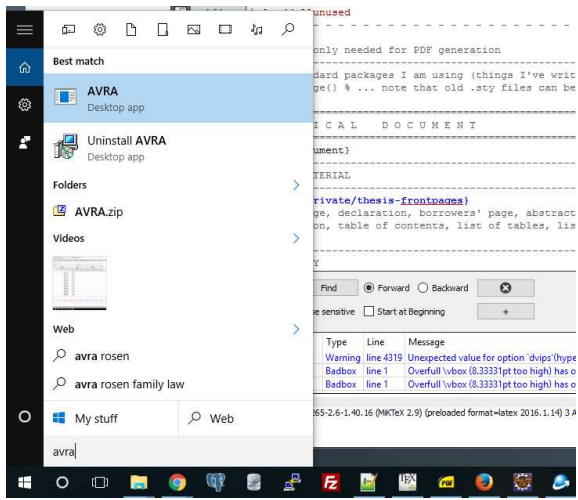 unused
Best match
only needed for PDF generation
AVRA
Desktop app
dard packages I am using (things I've writ
ge() % ... note that old .sty files can be
Uninstall AVRA
Desktop app
I C A L D O C U M E N T
ument}
Folders
TERIAL
AVRA.zip
rivate/thesis-frontpages}
ge, declaration, borrowers' page, abstract
on, table of contents, list of tables, lis
Videos
Y
Find Forward Backward
se sensitive Start at Beginning +
Web
Type Line Message
avra rosen
Warning line 4319 Unexpected value for option `dvips'(hype
Badbox line 1 Overfull \vbox (8.33331pt too high) has o
avra rosen family law
Badbox line 1 Overfull \vbox (8.33331pt too high) has o
My stuff Web
265-2.6-1.40.16 (MiKTeX 2.9) (preloaded format=latex 2016.1.14) 3 A
avra